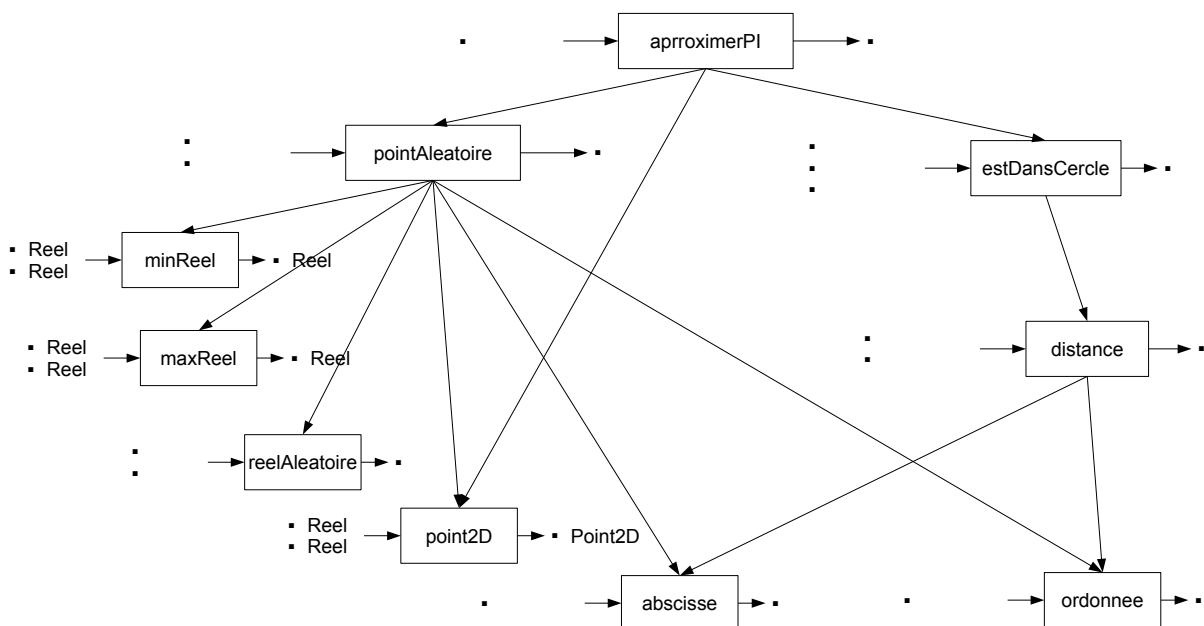 aprroximerPI
pointAleatoire
estDansCercle
▪ Reel
▪ Reel
minReel
▪ Reel
▪ Reel
▪ Reel
maxReel
▪ Reel
distance
reelAleatoire
▪ Reel
▪ Reel
point2D
▪ Point2D
abscisse
ordonnee